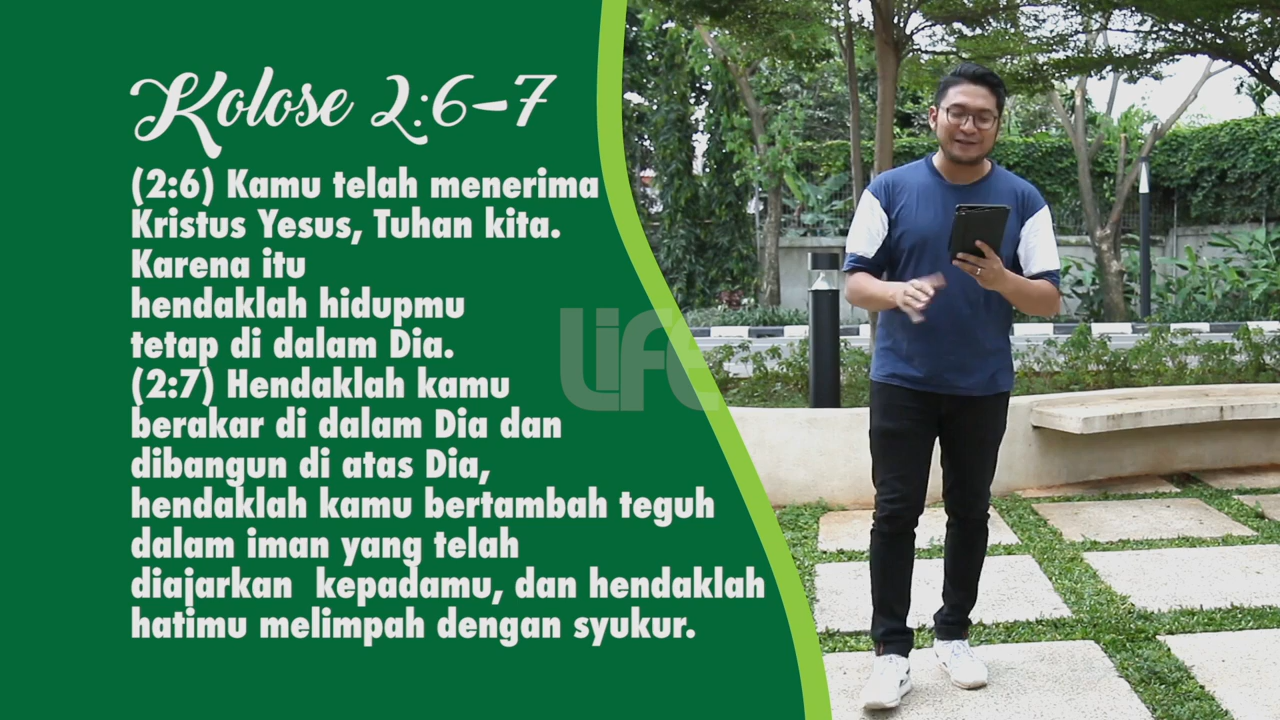 Kolose 2:6-7
(2:6) Kamu telah menerima
Kristus Yesus, Tuhan kita.
Karena itu
hendaklah hidupmu
tetap di dalam Dia.
(2:7) Hendaklah kamu
berakar di dalam Dia dan
dibangun di atas Dia,
hendaklah kamu bertambah teguh
dalam iman yang telah
diajarkan  kepadamu, dan hendaklah
hatimu melimpah dengan syukur.
Life